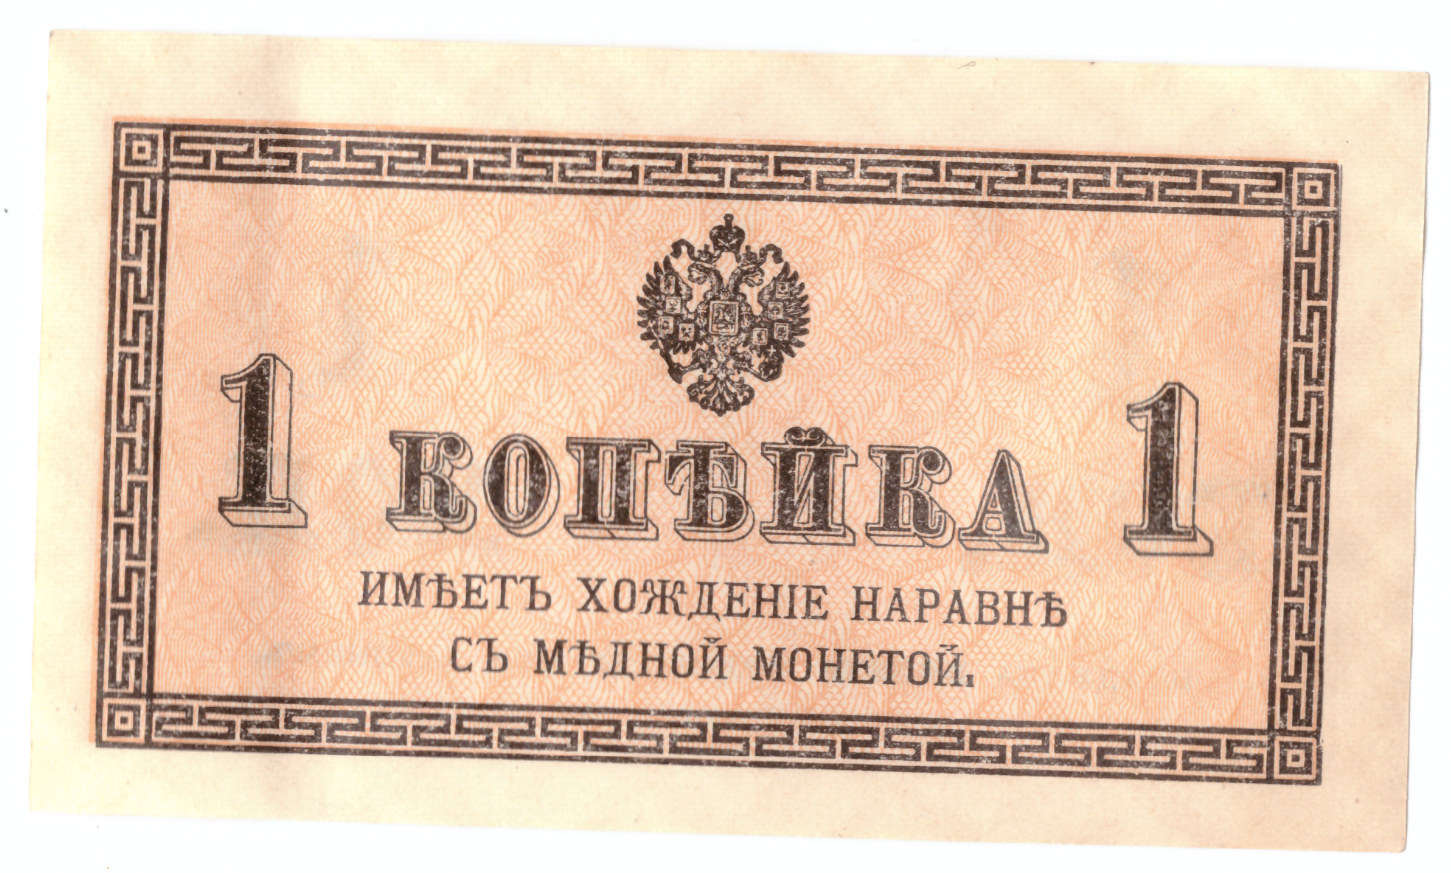 1 КОПѢЙКА 1
ИМѢЕТЪ ХОЖДЕНІЕ НАРАВНѢ
СЪ МѢДНОЙ МОНЕТОЙ.